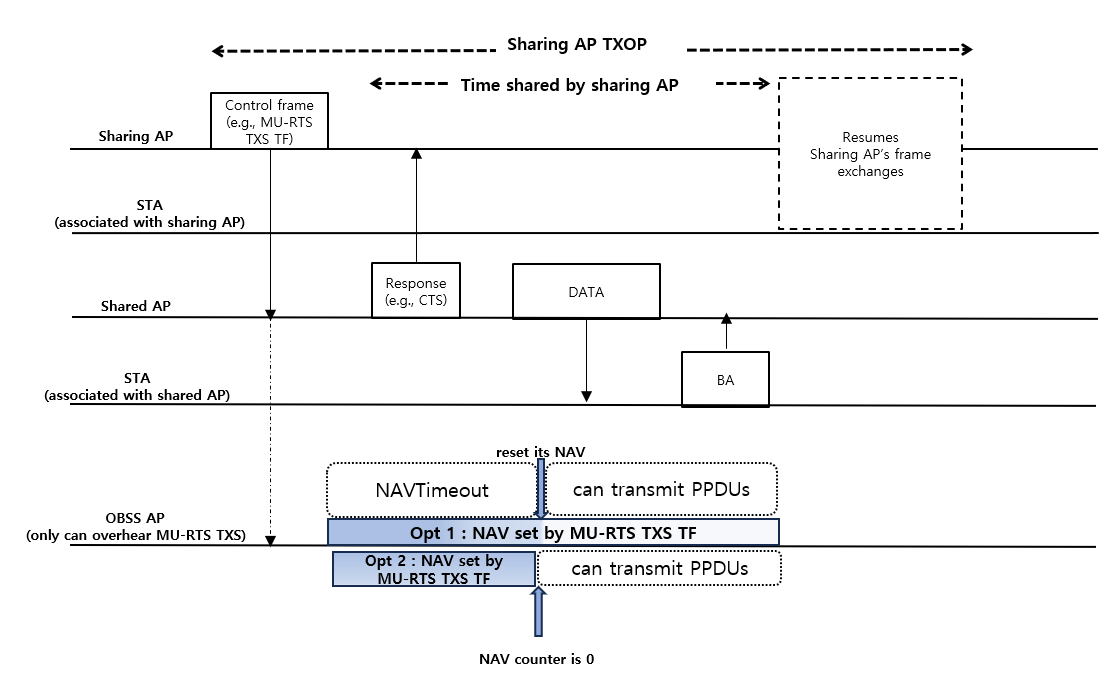 Sharing AP TXOP
Time shared by sharing AP
Control frame
(e.g., MU-RTS
TXS TF)
Sharing AP
Resumes
Sharing AP's frame
exchanges
STA
(associated with sharing AP)
Response
(e.g., CTS)
DATA
Shared AP
STA
(associated with shared AP)
BA
reset its NAV
NAVTimeout
can transmit PPDUs
OBSS AP
(only can overhear MU-RTS TXS)
Opt 1 : NAV set by MU-RTS TXS TF
Opt 2 : NAV set by
MU-RTS TXS TF
can transmit PPDUs
NAV counter is 0